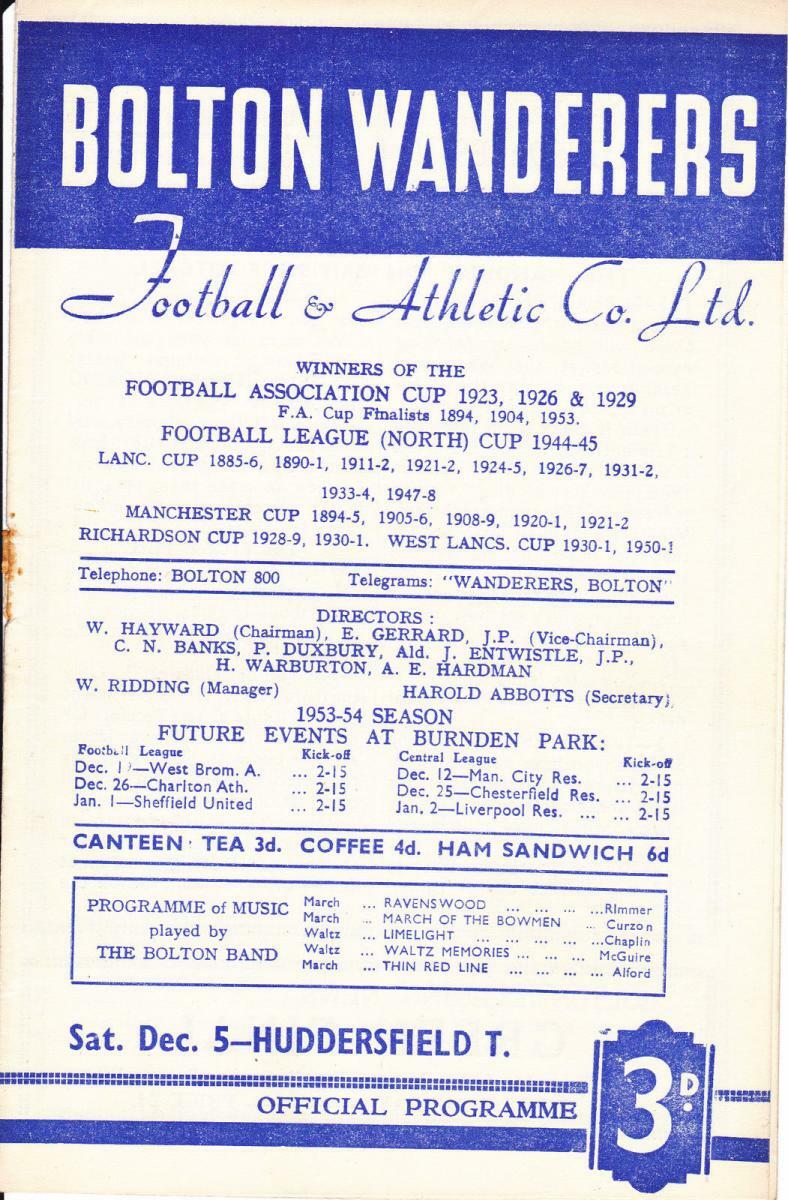 BOLTON WANDERERS
Football & Athletic Co. Ltd.
WINNERS OF THE
FOOTBALL ASSOCIATION CUP 1923, 1926 & 1929
F.A. Cup Finalists 1894, 1904, 1953.
FOOTBALL LEAGUE (NORTH) CUP 1944-45
LANC. CUP 1885-6, 1890-1, 1911-2, 1921-2, 1924-5, 1926-7, 1931-2,
1933-4, 1947-8
MANCHESTER CUP 1894-5, 1905-6, 1908-9, 1920-1, 1921-2
RICHARDSON CUP 1928-9, 1930-1. WEST LANCS. CUP 1930-1, 1950-1
Telephone: BOLTON 800 Telegrams: "WANDERERS, BOLTON"
DIRECTORS :
W. HAYWARD (Chairman), E. GERRARD, J.P. (Vice-Chairman),
C. N. BANKS, P. DUXBURY, Ald. J. ENTWISTLE, J.P.,
H. WARBURTON, A. E. HARDMAN
W. RIDDING (Manager) HAROLD ABBOTTS (Secretary)
1953-54 SEASON
FUTURE EVENTS AT BURNDEN PARK:
Football League Kick-off Central League Kick-off
Dec. —West Brom. A. ... 2-15 Dec. 12—Man. City Res. ... 2-15
Dec. 26—Charlton Ath. ... 2-15 Dec. 25—Chesterfield Res. ... 2-15
Jan. 1—Sheffield United ... 2-15 Jan. 2—Liverpool Res. ... ... 2-15
CANTEEN TEA 3d. COFFEE 4d. HAM SANDWICH 6d
PROGRAMME of MUSIC
played by
THE BOLTON BAND
March ... RAVENSWOOD ... ... ... ...Rimmer
March ... MARCH OF THE BOWMEN ... Curzon
Waltz ... LIMELIGHT ... ... ... ... ...Chaplin
Waltz ... WALTZ MEMORIES ... ... ... McGuire
March ... THIN RED LINE ... ... ... ... Alford
Sat. Dec. 5—HUDDERSFIELD T.
OFFICIAL PROGRAMME
3D.